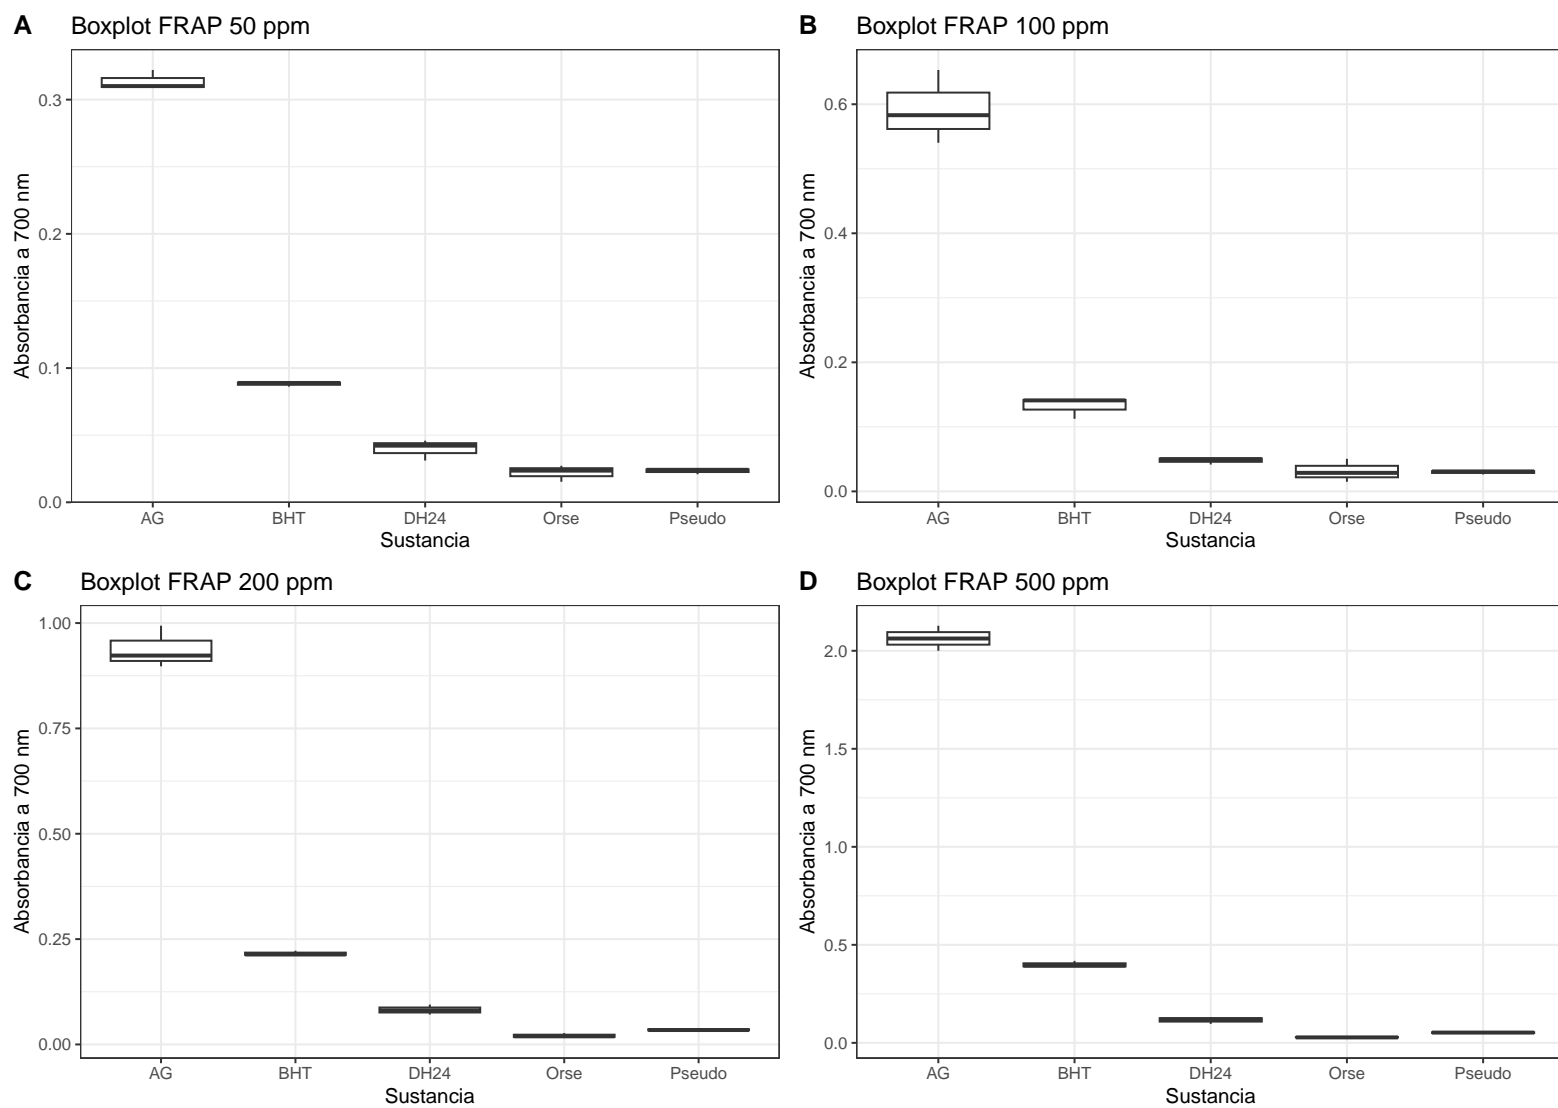 A Boxplot FRAP 50 ppm
Absorbancia a 700 nm
0.3
0.2
0.1
0.0
AG BHT DH24 Orse Pseudo
Sustancia
B Boxplot FRAP 100 ppm
Absorbancia a 700 nm
0.6
0.4
0.2
0.0
AG BHT DH24 Orse Pseudo
Sustancia
C Boxplot FRAP 200 ppm
Absorbancia a 700 nm
1.00
0.75
0.50
0.25
0.00
AG BHT DH24 Orse Pseudo
Sustancia
D Boxplot FRAP 500 ppm
Absorbancia a 700 nm
2.0
1.5
1.0
0.5
0.0
AG BHT DH24 Orse Pseudo
Sustancia